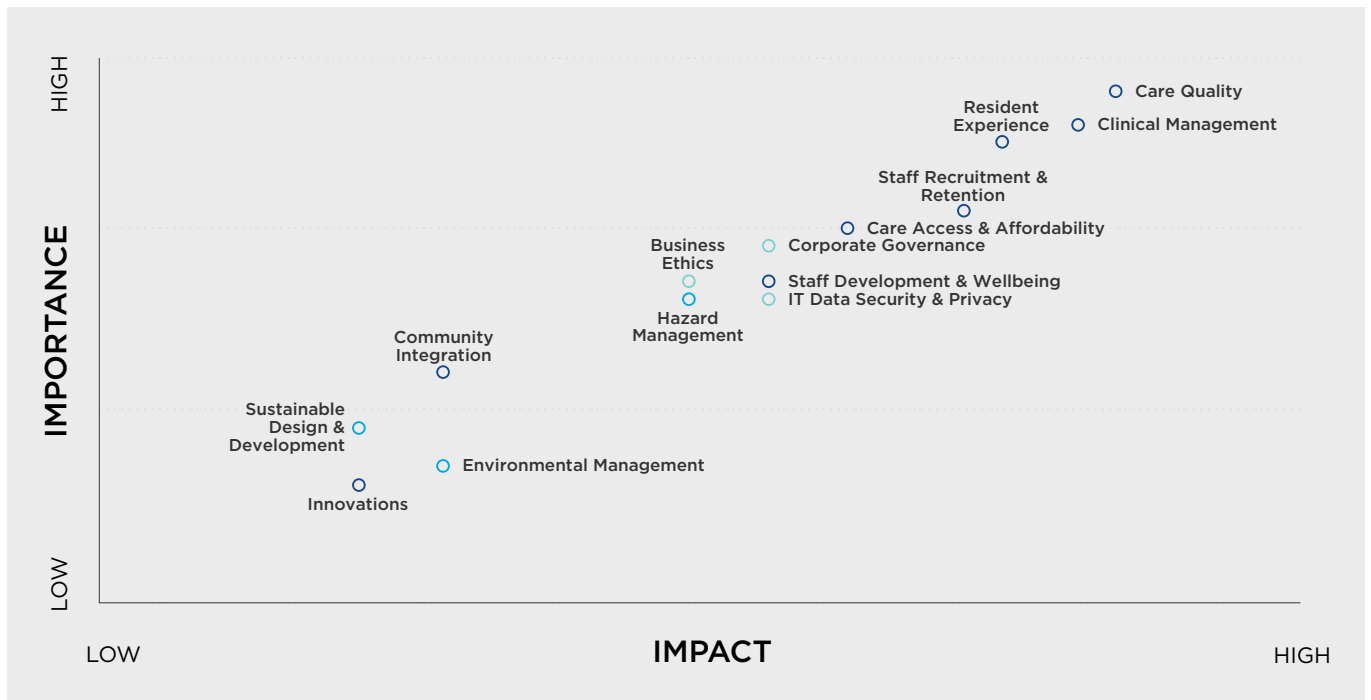 HIGH
Care Quality
Resident
Experience
Clinical Management
Staff Recruitment &
Retention
Care Access & Affordability
Business
Ethics
Corporate Governance
Staff Development & Wellbeing
IT Data Security & Privacy
Hazard
Management
IMPORTANCE
Community
Integration
Sustainable
Design &
Development
Environmental Management
Innovations
LOW
LOW
IMPACT
HIGH